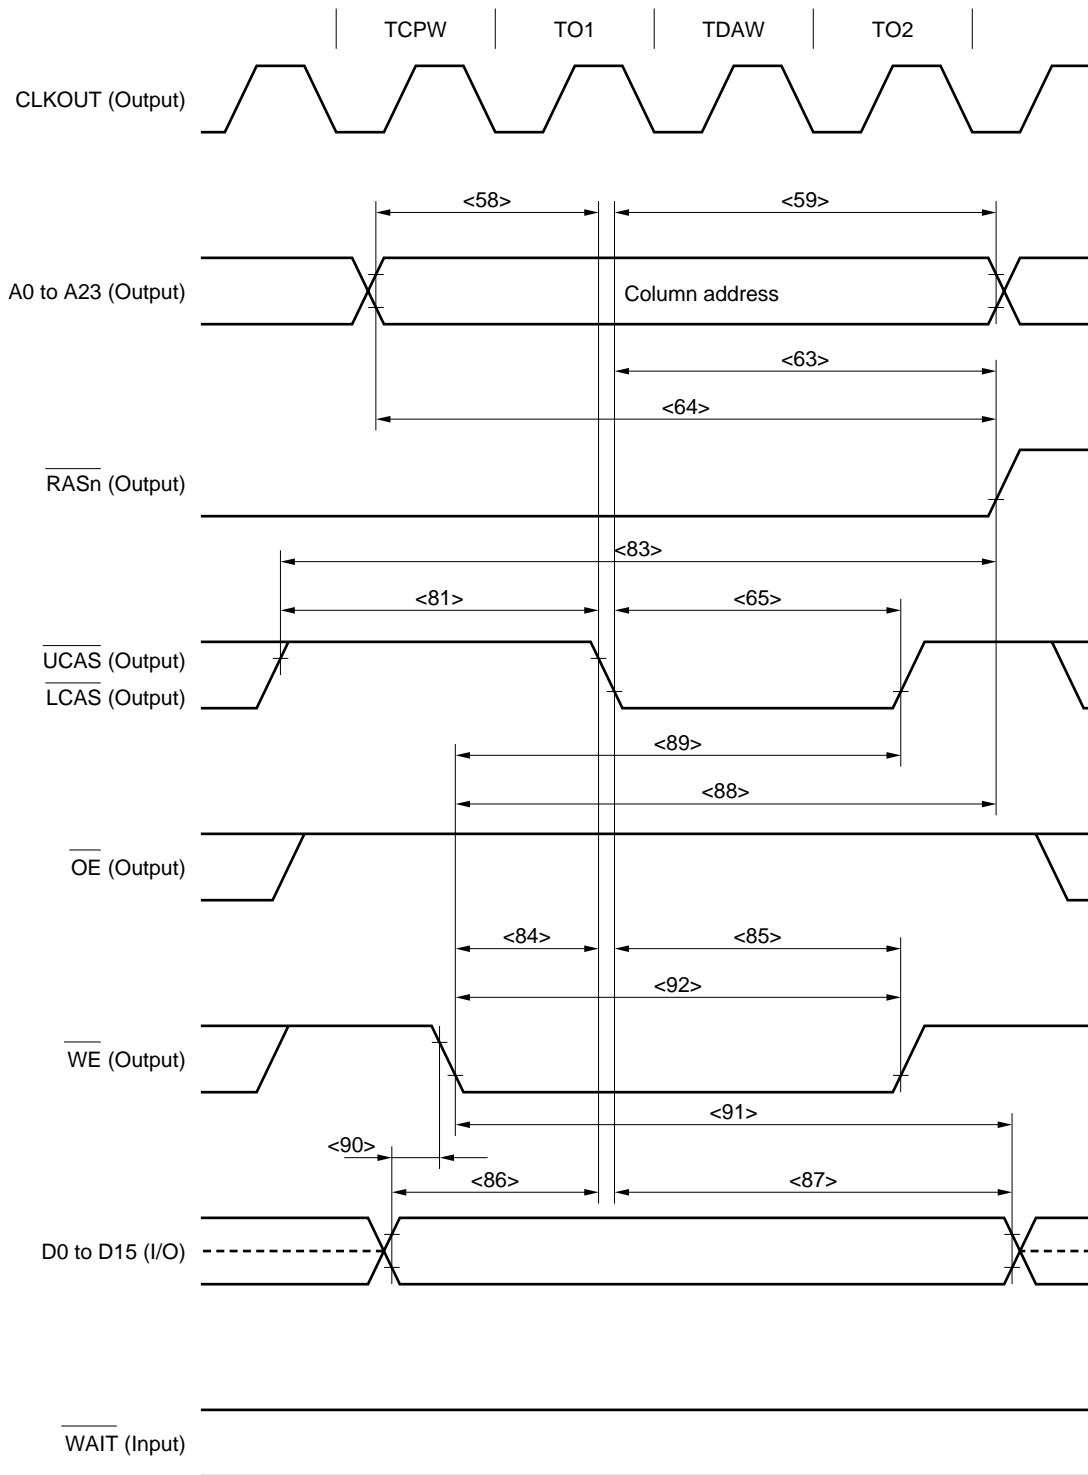 TCPW TO1 TDAW TO2
CLKOUT (Output)
<58> <59>
A0 to A23 (Output) Column address
<63>
<64>
RASn (Output)
<83>
<81> <65>
UCAS (Output)
LCAS (Output)
<89>
<88>
OE (Output)
<84> <85>
<92>
WE (Output)
<91>
<90>
<86> <87>
D0 to D15 (I/O)
WAIT (Input)